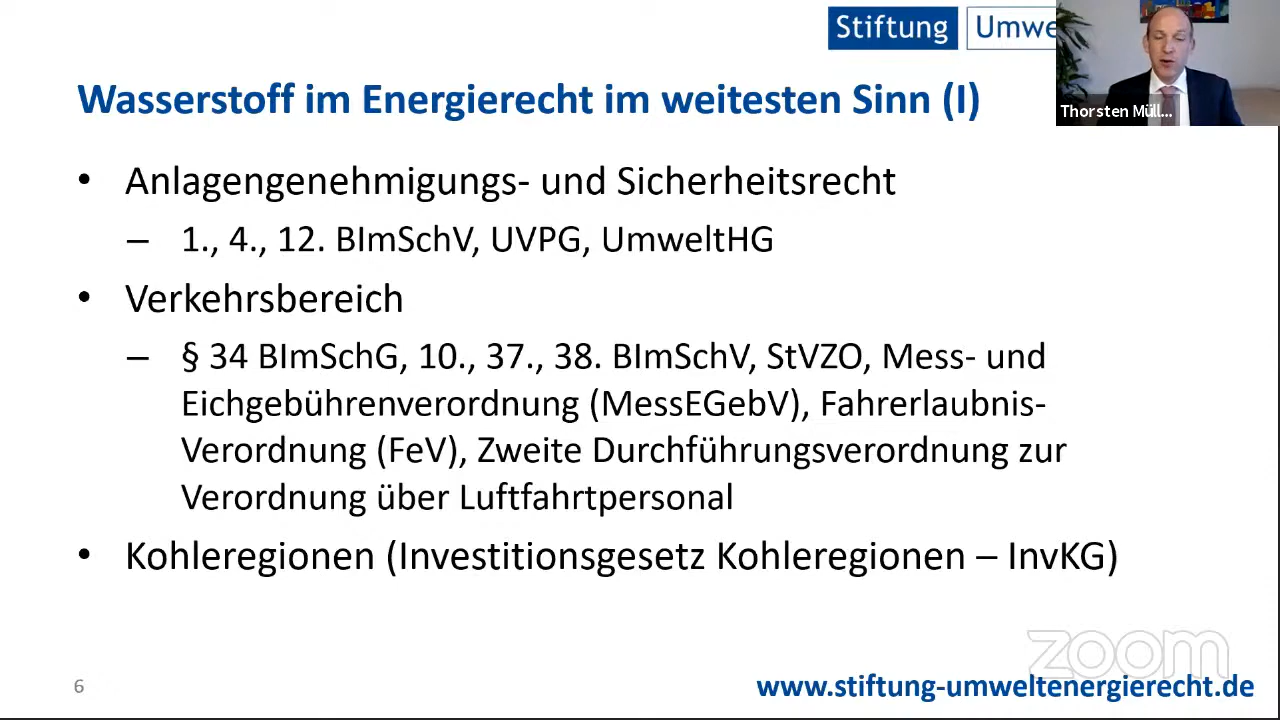 Stiftung Umwe
Thorsten Müll...
Wasserstoff im Energierecht im weitesten Sinn (I)
• Anlagengenehmigungs- und Sicherheitsrecht
– 1., 4., 12. BImSchV, UVPG, UmweltHG
• Verkehrsbereich
– § 34 BImSchG, 10., 37., 38. BImSchV, StVZO, Mess- und
Eichgebührenverordnung (MessEGebV), Fahrerlaubnis-
Verordnung (FeV), Zweite Durchführungsverordnung zur
Verordnung über Luftfahrtpersonal
• Kohleregionen (Investitionsgesetz Kohleregionen – InvKG)
zoom
6
www.stiftung-umweltenergierecht.de